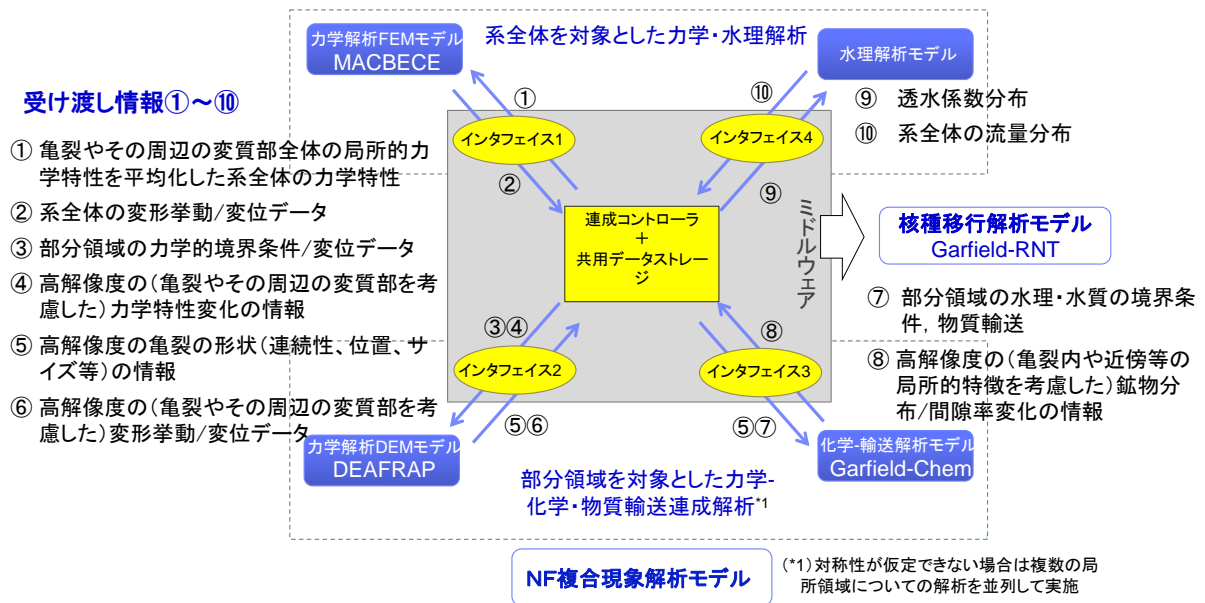 力学解析FEMモデル
MACBECE
系全体を対象とした力学・水理解析
水理解析モデル
受け渡し情報①～⑩
①
⑩
⑨ 透水係数分布
⑩ 系全体の流量分布
インタフェイス1
インタフェイス4
① 亀裂やその周辺の変質部全体の局所的力
学特性を平均化した系全体の力学特性
② 系全体の変形挙動/変位データ
③ 部分領域の力学的境界条件/変位データ
④ 高解像度の(亀裂やその周辺の変質部を考
慮した)力学特性変化の情報
⑤ 高解像度の亀裂の形状(連続性、位置、サ
イズ等)の情報
⑥ 高解像度の(亀裂やその周辺の変質部を考
慮した)変形挙動/変位データ
②
⑨
連成コントローラ
+
共用データストレー
ジ
ミドルウェア
核種移行解析モデル
Garfield-RNT
⑦ 部分領域の水理・水質の境界条
件，物質輸送
⑧ 高解像度の(亀裂内や近傍等の
局所的特徴を考慮した)鉱物分
布/間隙率変化の情報
③④
⑧
インタフェイス2
インタフェイス3
⑤⑥
⑤⑦
力学解析DEMモデル
DEAFRAP
化学-輸送解析モデル
Garfield-Chem
部分領域を対象とした力学-
化学・物質輸送連成解析*1
NF複合現象解析モデル
(*1)対称性が仮定できない場合は複数の局
所領域についての解析を並列して実施